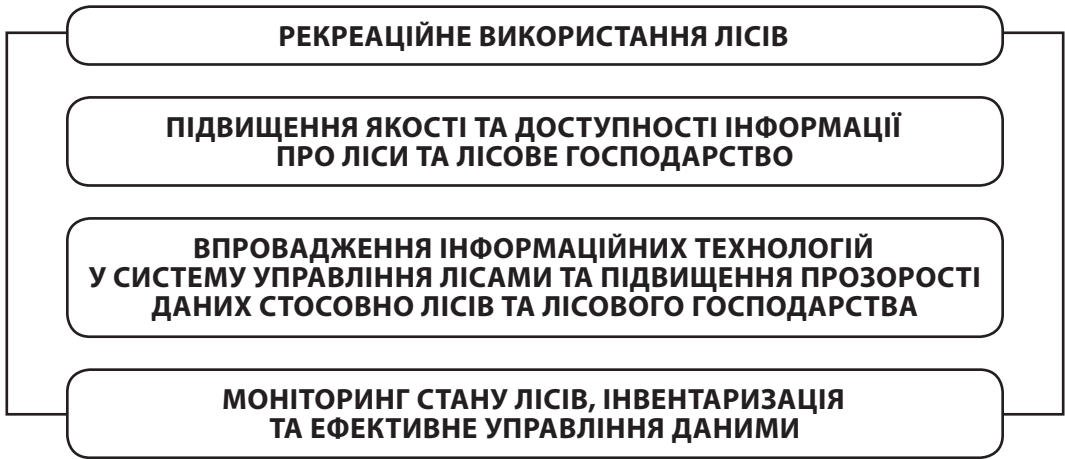 РЕКРЕАЦІЙНЕ ВИКОРИСТАННЯ ЛІСІВ
ПІДВИЩЕННЯ ЯКОСТІ ТА ДОСТУПНОСТІ ІНФОРМАЦІЇ
ПРО ЛІСИ ТА ЛІСОВЕ ГОСПОДАРСТВО
ВПРОВАДЖЕННЯ ІНФОРМАЦІЙНИХ ТЕХНОЛОГІЙ
У СИСТЕМУ УПРАВЛІННЯ ЛІСАМИ ТА ПІДВИЩЕННЯ ПРОЗОРОСТІ
ДАНИХ СТОСОВНО ЛІСІВ ТА ЛІСОВОГО ГОСПОДАРСТВА
МОНІТОРИНГ СТАНУ ЛІСІВ, ІНВЕНТАРИЗАЦІЯ
ТА ЕФЕКТИВНЕ УПРАВЛІННЯ ДАНИМИ